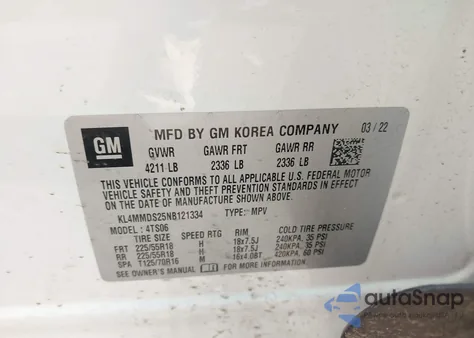 GM MFD BY GM KOREA COMPANY 03 / 22
GVWR GAWR FRT GAWR RR
4211 LB 2336 LB 2336 LB
THIS VEHICLE CONFORMS TO ALL APPLICABLE U.S. FEDERAL MOTOR
VEHICLE SAFETY AND THEFT PREVENTION STANDARDS IN EFFECT ON
THE DATE OF MANUFACTURE SHOWN ABOVE.
KL4MMDS25NB121334 TYPE: MPV
MODEL: 4TS06
TIRE SIZE SPEED RTG RIM COLD TIRE PRESSURE
FRT 225/55R18 H 18x7.5J 240KPA, 35 PSI
RR 225/55R18 H 18x7.5J 240KPA, 35 PSI
SPA T125/70R16 M 16x4.0BT 420KPA, 60 PSI
SEE OWNER'S MANUAL FOR ADDITIONAL INFORMATION
autoSnap